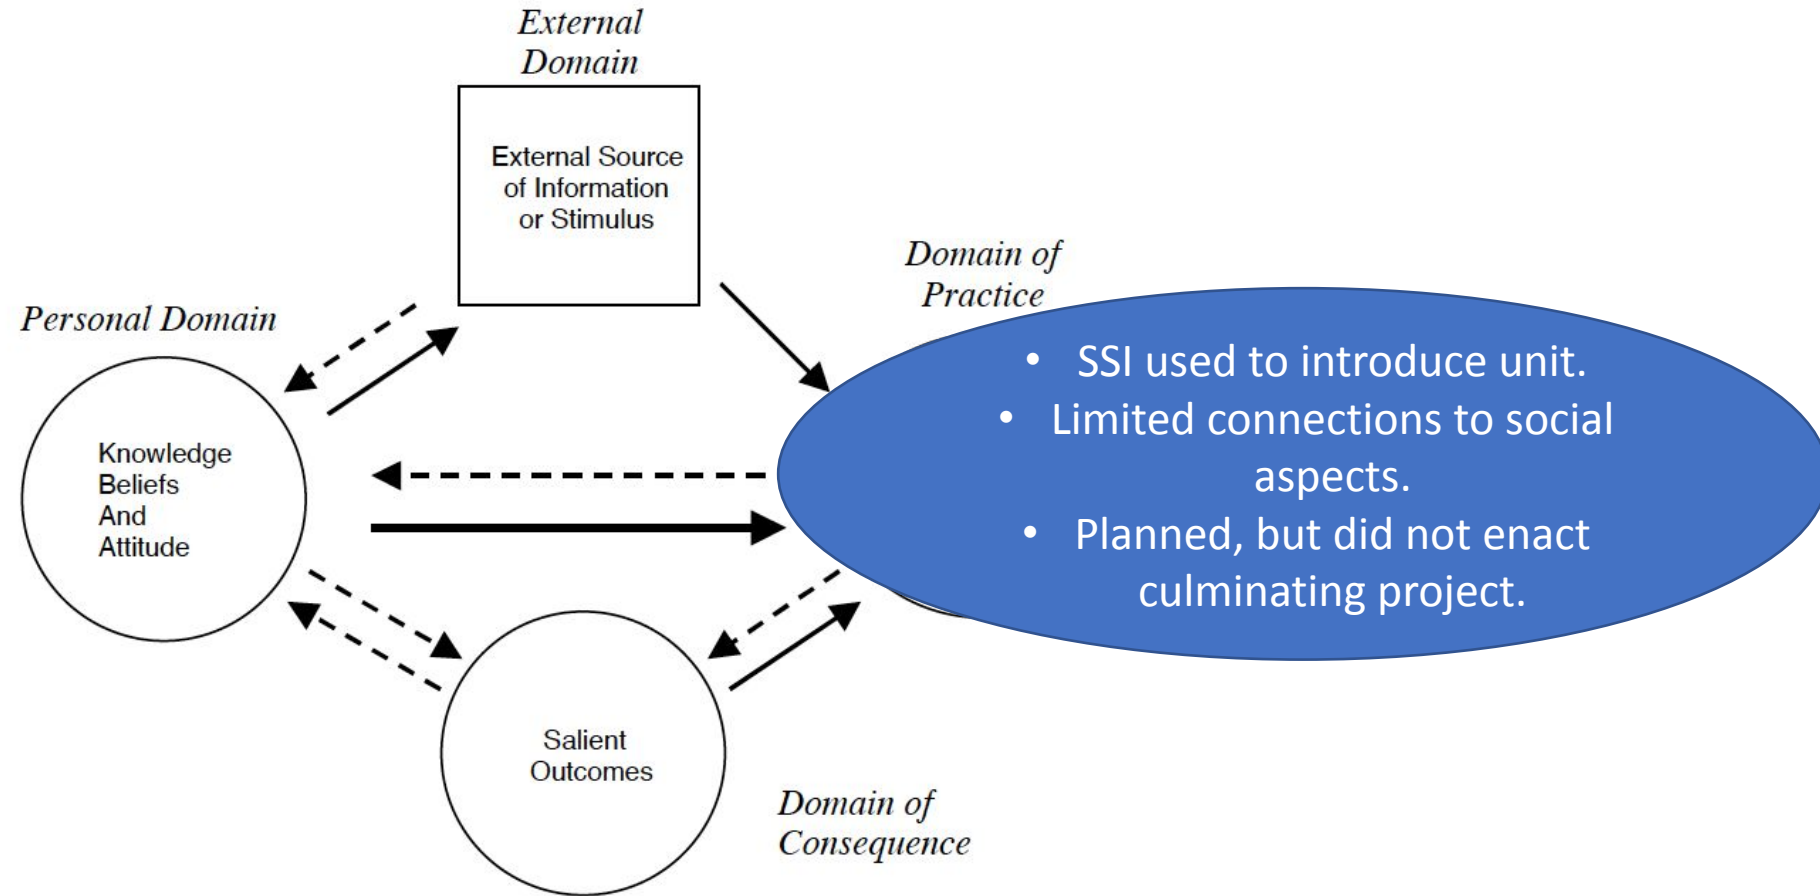 External
Domain
External Source
of Information
or Stimulus
Domain of
Practice
Personal Domain
• SSI used to introduce unit.
• Limited connections to social
aspects.
• Planned, but did not enact
culminating project.
Knowledge
Beliefs
And
Attitude
Salient
Outcomes
Domain of
Consequence